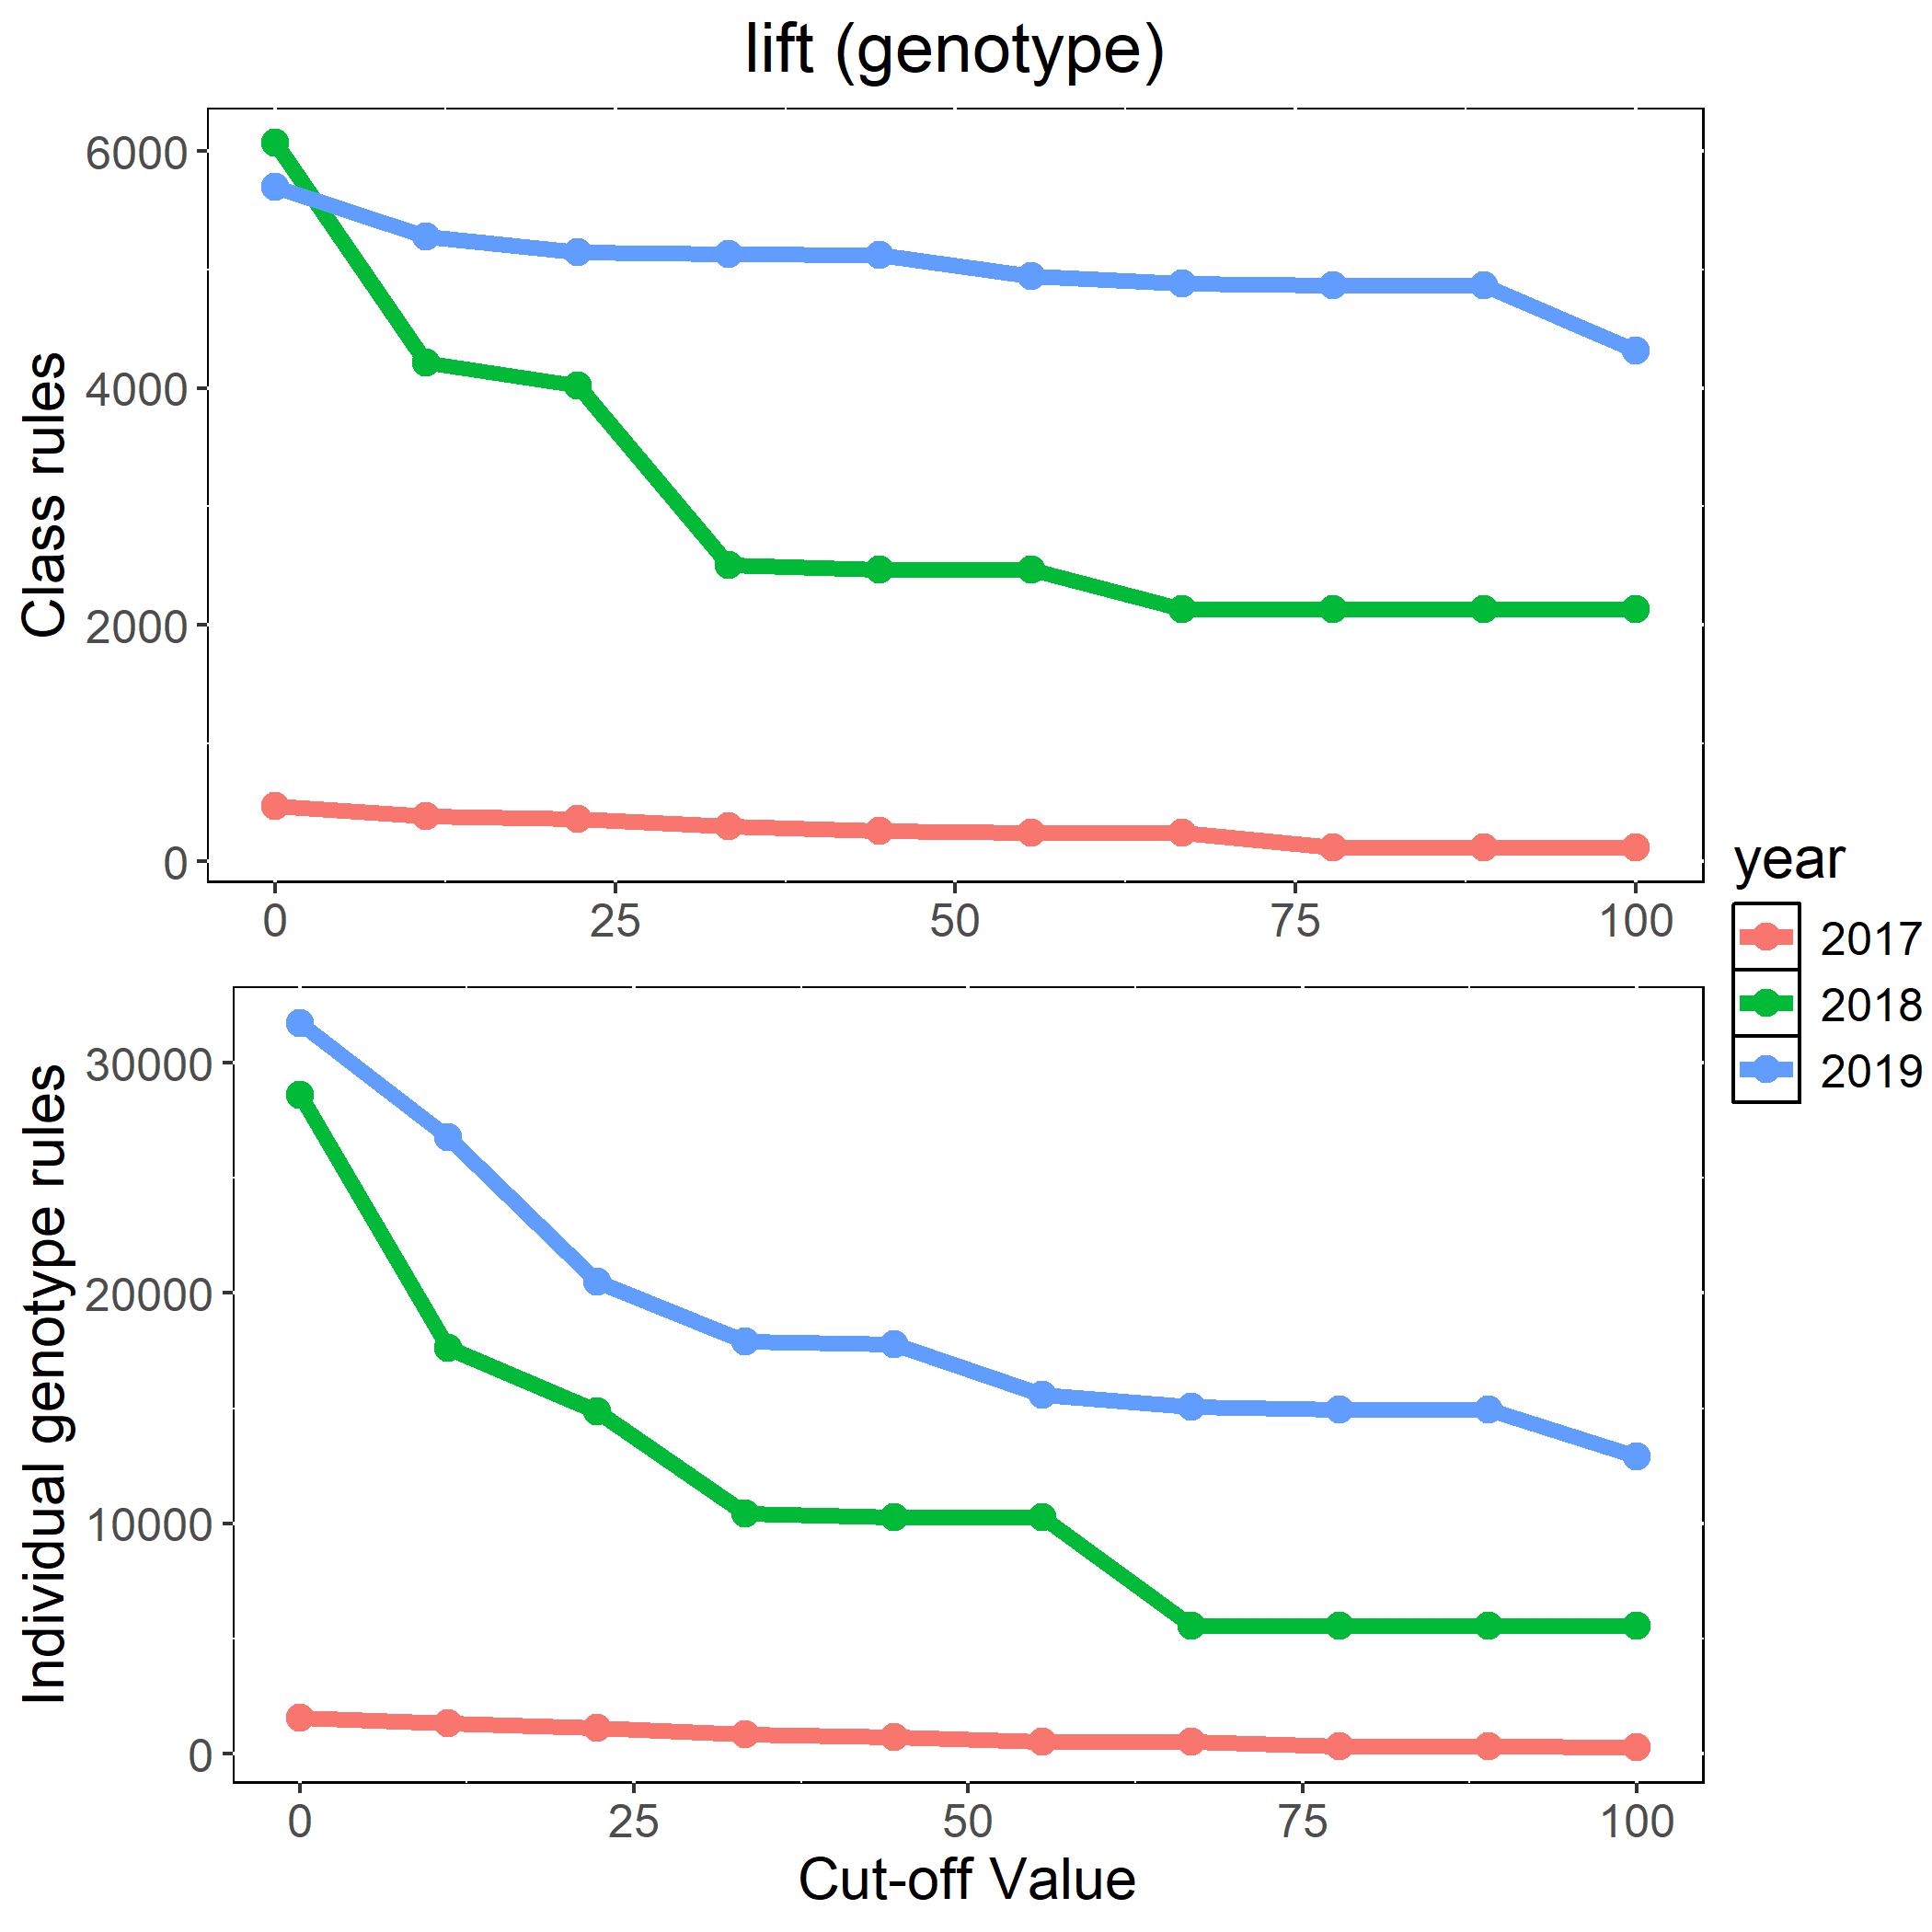 lift (genotype)
Class rules
6000
4000
2000
0
0 25 50 75 100
year
2017
2018
2019
Individual genotype rules
30000
20000
10000
0
0 25 50 75 100
Cut-off Value